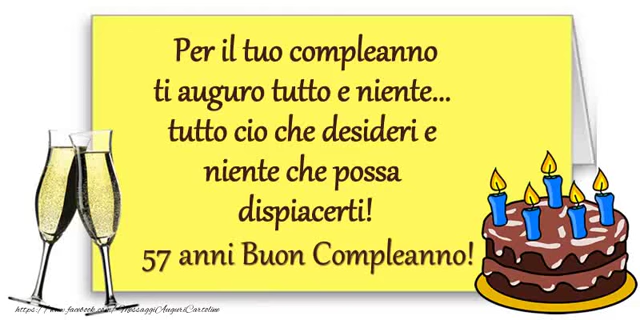 Per il tuo compleanno
ti auguro tutto e niente...
tutto cio che desideri e
niente che possa
dispiacerti!
57 anni Buon Compleanno!